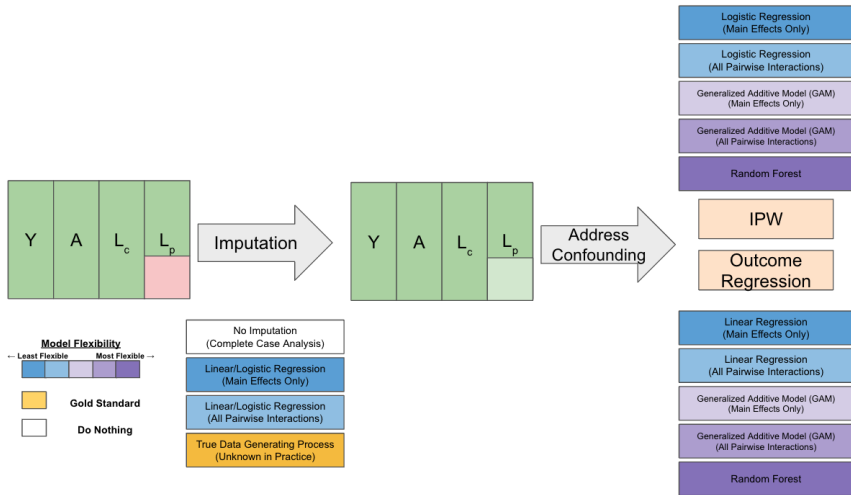 Logistic Regression
(Main Effects Only)
Logistic Regression
(All Pairwise Interactions)
Generalized Additive Model (GAM)
(Main Effects Only)
Generalized Additive Model (GAM)
(All Pairwise Interactions)
Random Forest
Y A Lc Lp
Imputation
Y A Lc Lp
Address
Confounding
IPW
Outcome
Regression
Model Flexibility
← Least Flexible Most Flexible →
Gold Standard
Do Nothing
No Imputation
(Complete Case Analysis)
Linear/Logistic Regression
(Main Effects Only)
Linear/Logistic Regression
(All Pairwise Interactions)
True Data Generating Process
(Unknown in Practice)
Linear Regression
(Main Effects Only)
Linear Regression
(All Pairwise Interactions)
Generalized Additive Model (GAM)
(Main Effects Only)
Generalized Additive Model (GAM)
(All Pairwise Interactions)
Random Forest